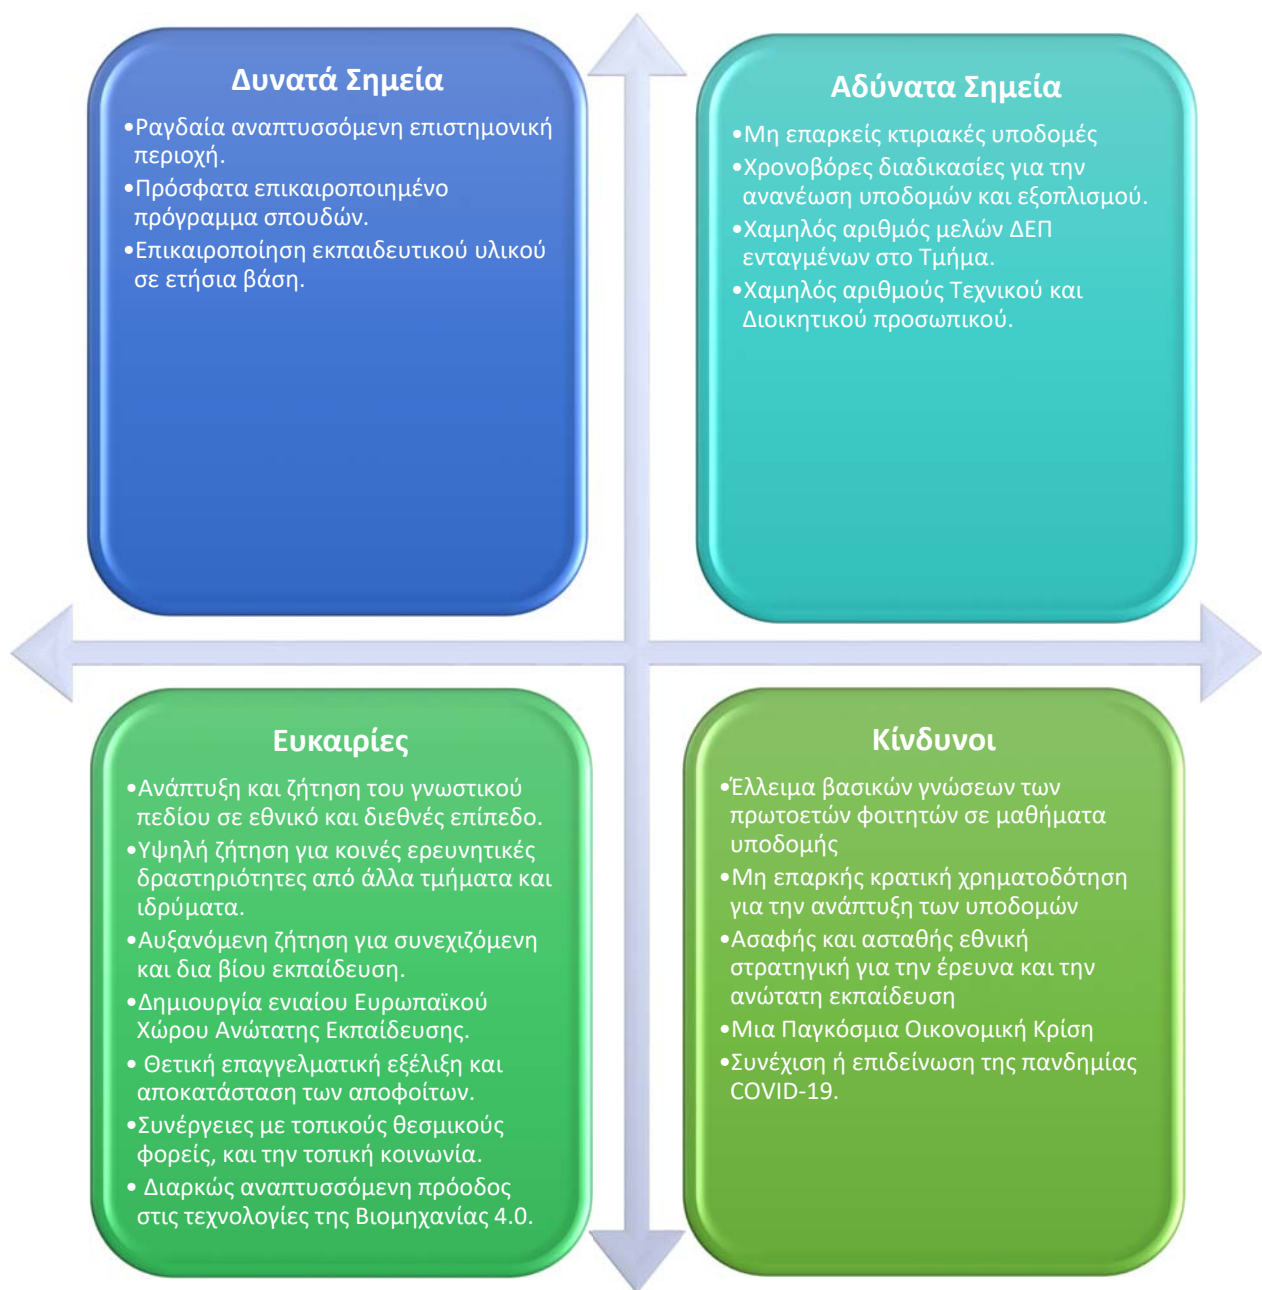 Δυνατά Σημεία
•Ραγδαία αναπτυσσόμενη επιστημονική
περιοχή.
•Πρόσφατα επικαιροποιημένο
πρόγραμμα σπουδών.
•Επικαιροποίηση εκπαιδευτικού υλικού
σε ετήσια βάση.
Αδύνατα Σημεία
•Μη επαρκείς κτιριακές υποδομές
•Χρονοβόρες διαδικασίες για την
ανανέωση υποδομών και εξοπλισμού.
•Χαμηλός αριθμός μελών ΔΕΠ
ενταγμένων στο Τμήμα.
•Χαμηλός αριθμούς Τεχνικού και
Διοικητικού προσωπικού.
Ευκαιρίες
•Ανάπτυξη και ζήτηση του γνωστικού
πεδίου σε εθνικό και διεθνές επίπεδο.
•Υψηλή ζήτηση για κοινές ερευνητικές
δραστηριότητες από άλλα τμήματα και
ιδρύματα.
•Αυξανόμενη ζήτηση για συνεχιζόμενη
και δια βίου εκπαίδευση.
•Δημιουργία ενιαίου Ευρωπαϊκού
Χώρου Ανώτατης Εκπαίδευσης.
• Θετική επαγγελματική εξέλιξη και
αποκατάσταση των αποφοίτων.
•Συνέργειες με τοπικούς θεσμικούς
φορείς, και την τοπική κοινωνία.
• Διαρκώς αναπτυσσόμενη πρόοδος
στις τεχνολογίες της Βιομηχανίας 4.0.
Κίνδυνοι
•Έλλειμα βασικών γνώσεων των
πρωτοετών φοιτητών σε μαθήματα
υποδομής
•Μη επαρκής κρατική χρηματοδότηση
για την ανάπτυξη των υποδομών
•Ασαφής και ασταθής εθνική
στρατηγική για την έρευνα και την
ανώτατη εκπαίδευση
•Μια Παγκόσμια Οικονομική Κρίση
•Συνέχιση ή επιδείνωση της πανδημίας
COVID-19.